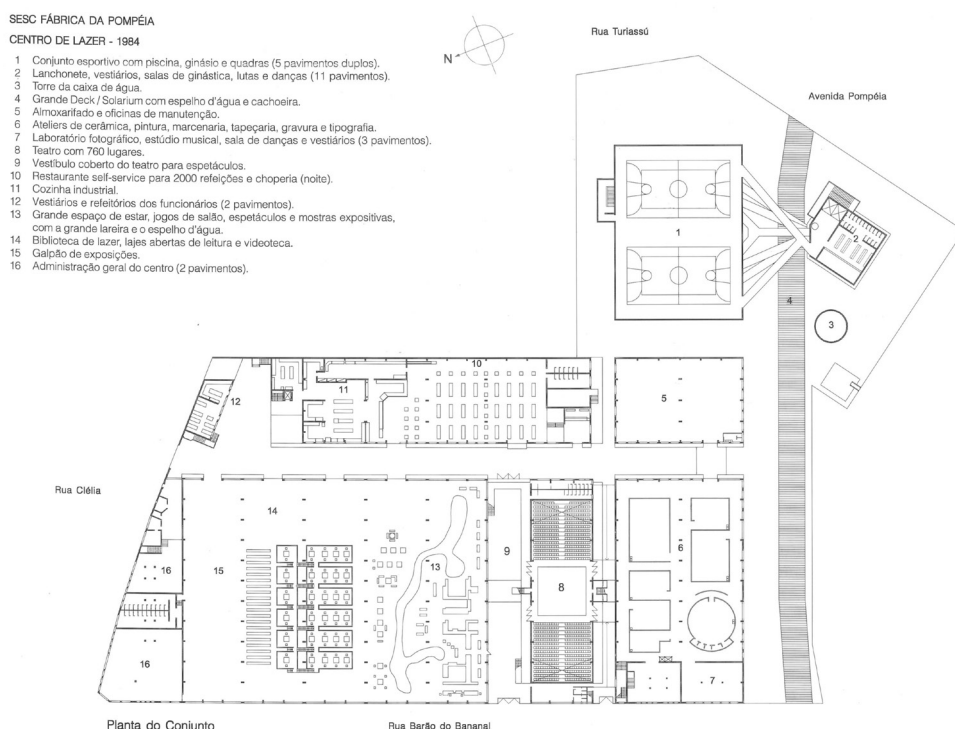 SESC FÁBRICA DA POMPÉIA
CENTRO DE LAZER - 1984
1 Conjunto esportivo com piscina, ginásio e quadras (5 pavimentos duplos).
2 Lanchonete, vestiários, salas de ginástica, lutas e danças (11 pavimentos).
3 Torre da caixa de água.
4 Grande Deck / Solarium com espelho d'água e cachoeira.
5 Almoxarifado e oficinas de manutenção.
6 Ateliers de cerâmica, pintura, marcenaria, tapeçaria, gravura e tipografia.
7 Laboratório fotográfico, estúdio musical, sala de danças e vestiários (3 pavimentos).
8 Teatro com 760 lugares.
9 Vestíbulo coberto do teatro para espetáculos.
10 Restaurante self-service para 2000 refeições e choperia (noite).
11 Cozinha industrial.
12 Vestiários e refeitórios dos funcionários (2 pavimentos).
13 Grande espaço de estar, jogos de salão, espetáculos e mostras expositivas,
com a grande lareira e o espelho d'água.
14 Biblioteca de lazer, lajes abertas de leitura e videoteca.
15 Galpão de exposições.
16 Administração geral do centro (2 pavimentos).
N
Rua Turiassú
Avenida Pompéia
1
2
4
3
10
11
12
5
Rua Clélia
14
13
9
8
6
15
16
16
7
Planta do Conjunto
Rua Barão do Bananal